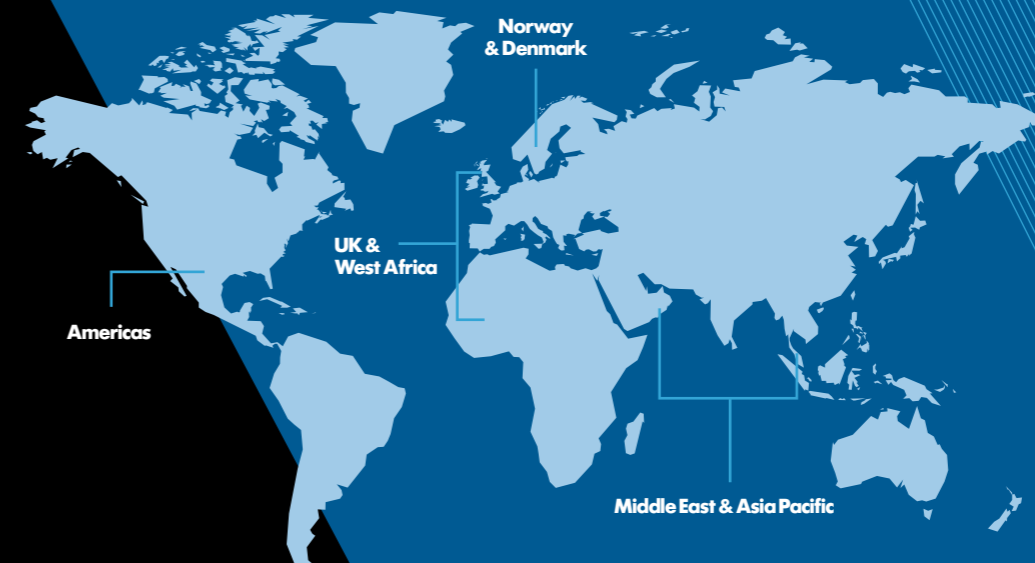 Norway
& Denmark
UK &
West Africa
Americas
Middle East & Asia Pacific